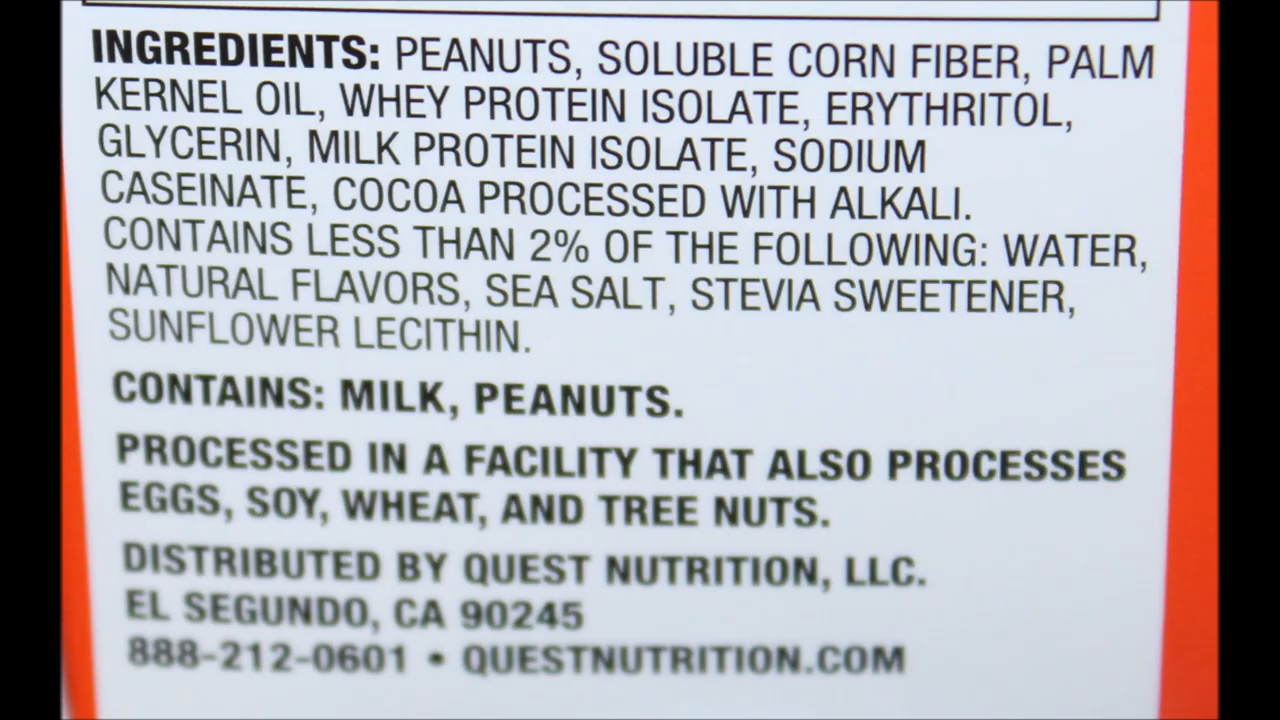 INGREDIENTS: PEANUTS, SOLUBLE CORN FIBER, PALM
KERNEL OIL, WHEY PROTEIN ISOLATE, ERYTHRITOL,
GLYCERIN, MILK PROTEIN ISOLATE, SODIUM
CASEINATE, COCOA PROCESSED WITH ALKALI.
CONTAINS LESS THAN 2% OF THE FOLLOWING: WATER,
NATURAL FLAVORS, SEA SALT, STEVIA SWEETENER,
SUNFLOWER LECITHIN.
CONTAINS: MILK, PEANUTS.
PROCESSED IN A FACILITY THAT ALSO PROCESSES
EGGS, SOY, WHEAT, AND TREE NUTS.
DISTRIBUTED BY QUEST NUTRITION, LLC.
EL SEGUNDO, CA 90245
888-212-0601 • QUESTNUTRITION.COM